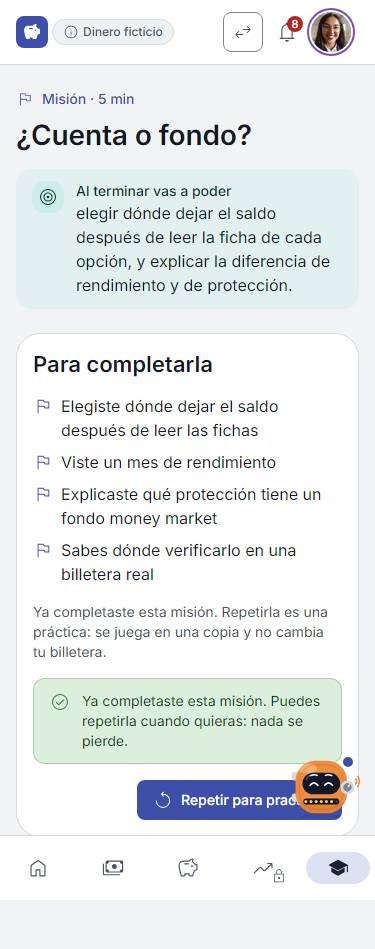 Dinero ficticio
8
Misión · 5 min
¿Cuenta o fondo?
Al terminar vas a poder
elegir dónde dejar el saldo
después de leer la ficha de cada
opción, y explicar la diferencia de
rendimiento y de protección.
Para completarla
Elegiste dónde dejar el saldo
después de leer las fichas
Viste un mes de rendimiento
Explicaste qué protección tiene un
fondo money market
Sabes dónde verificarlo en una
billetera real
Ya completaste esta misión. Repetirla es una
práctica: se juega en una copia y no cambia
tu billetera.
Ya completaste esta misión. Puedes
repetirla cuando quieras: nada se
pierde.
Repetir para